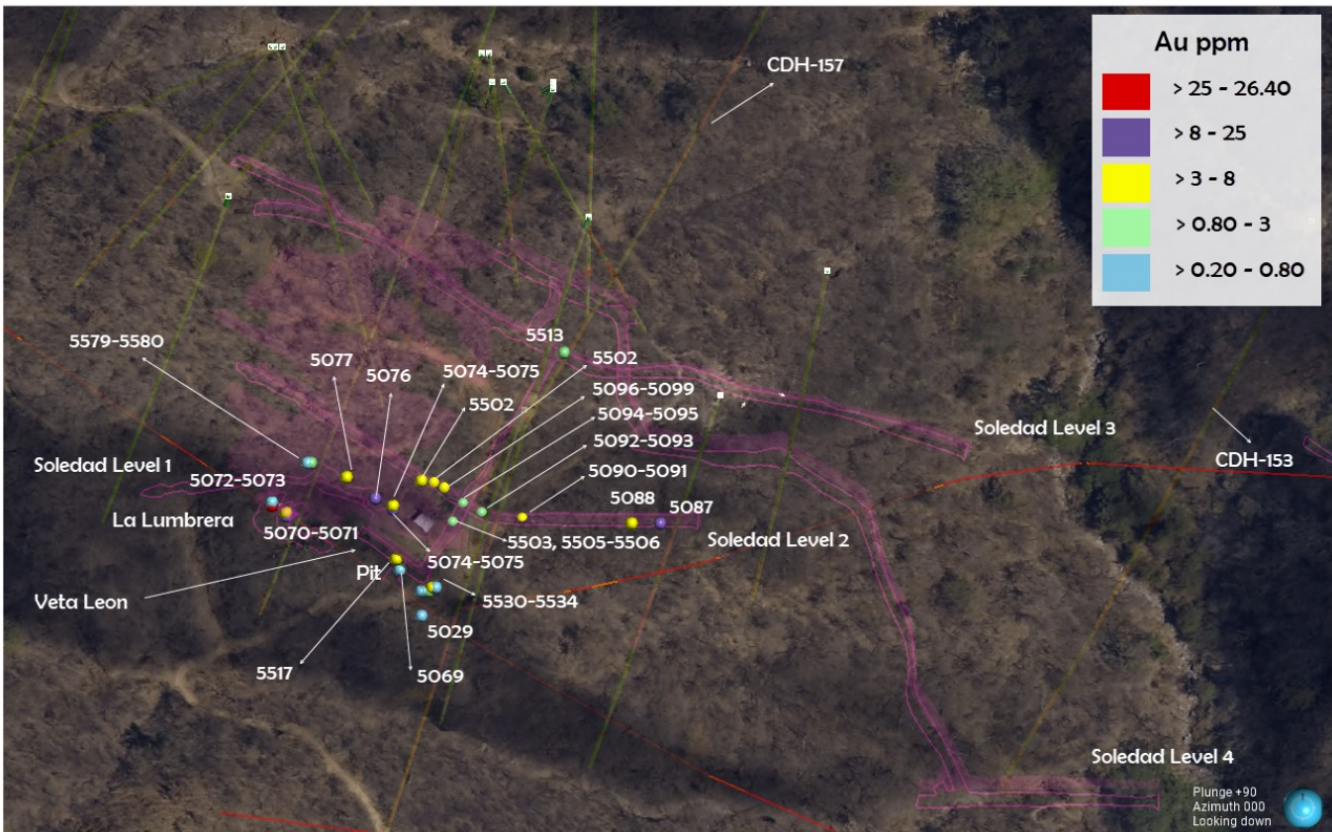 Au ppm
> 25 - 26.40
> 8 - 25
> 3 - 8
> 0.80 - 3
> 0.20 - 0.80
CDH-157
5513
5579-5580
5077
5076
5074-5075
5502
5502
5096-5099
5094-5095
5092-5093
5090-5091
5088
5087
Soledad Level 3
CDH-153
Soledad Level 1
5072-5073
La Lumbrera
5070-5071
5503, 5505-5506
Soledad Level 2
5074-5075
Pit
Veta Leon
5530-5534
5029
5517
5069
Soledad Level 4
Plunge +90
Azimuth 000
Looking down